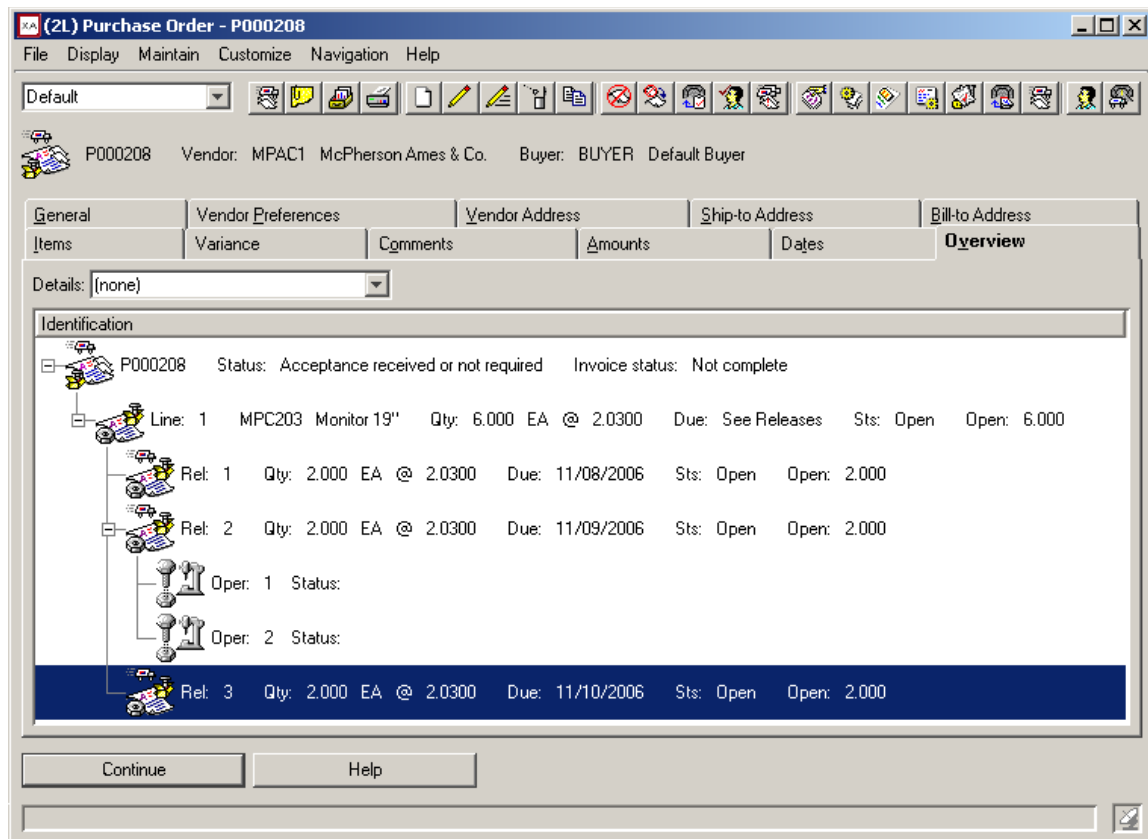 XA (2L) Purchase Order - P000208
File Display Maintain Customize Navigation Help
Default
P000208 Vendor: MPAC1 McPherson Ames & Co. Buyer: BUYER Default Buyer
General Vendor Preferences Vendor Address Ship-to Address Bill-to Address
Items Variance Comments Amounts Dates Overview
Details: (none)
Identification
P000208 Status: Acceptance received or not required Invoice status: Not complete
Line: 1 MPC203 Monitor 19" Qty: 6.000 EA @ 2.0300 Due: See Releases Sts: Open Open: 6.000
Rel: 1 Qty: 2.000 EA @ 2.0300 Due: 11/08/2006 Sts: Open Open: 2.000
Rel: 2 Qty: 2.000 EA @ 2.0300 Due: 11/09/2006 Sts: Open Open: 2.000
Oper: 1 Status:
Oper: 2 Status:
Rel: 3 Qty: 2.000 EA @ 2.0300 Due: 11/10/2006 Sts: Open Open: 2.000
Continue Help